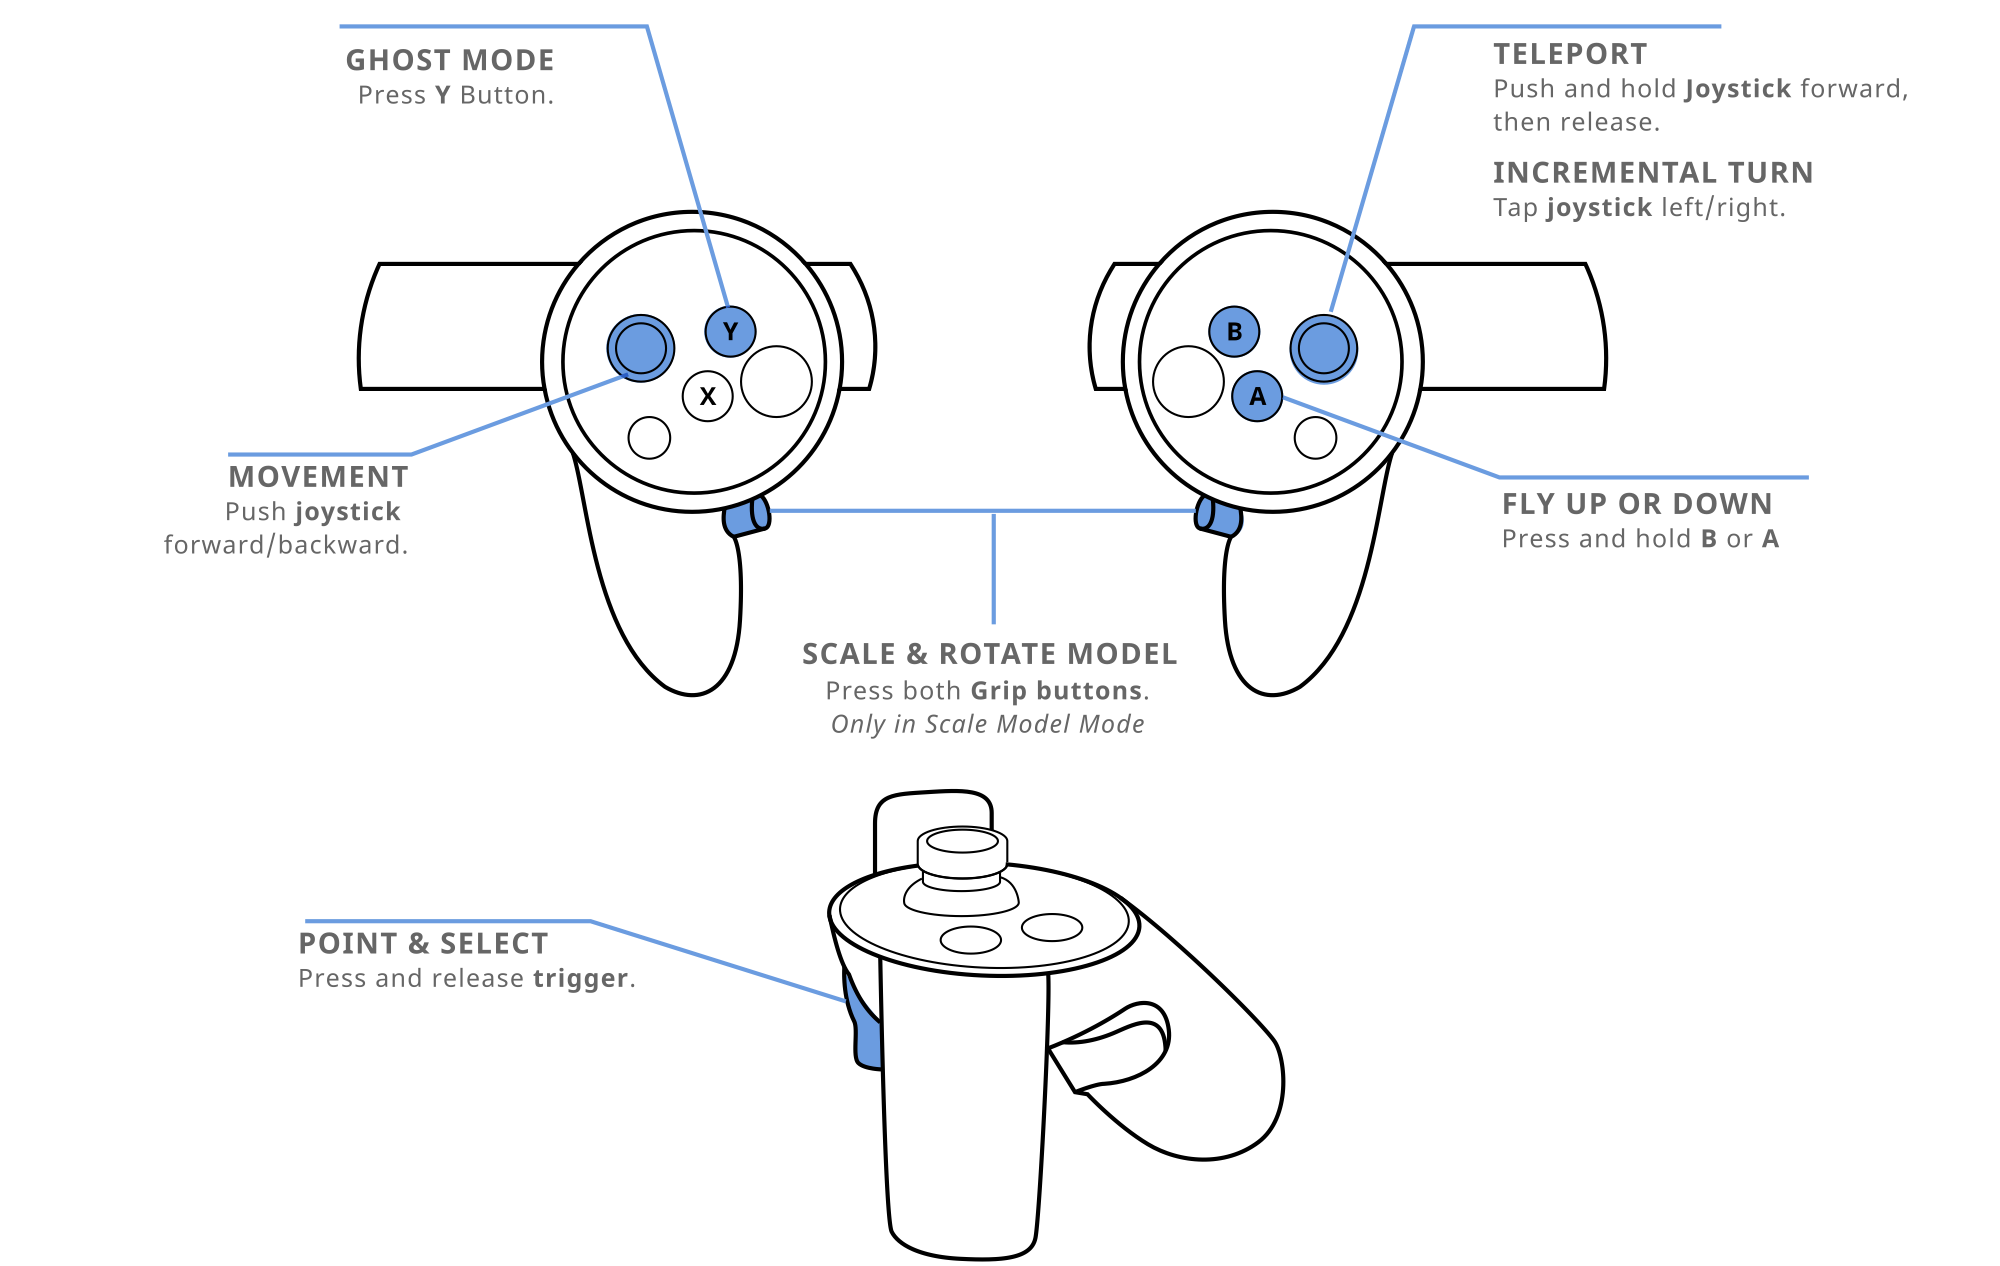 GHOST MODE
Press Y Button.
TELEPORT
Push and hold Joystick forward,
then release.
INCREMENTAL TURN
Tap joystick left/right.
Y
X
B
A
MOVEMENT
Push joystick
forward/backward.
FLY UP OR DOWN
Press and hold B or A
SCALE & ROTATE MODEL
Press both Grip buttons.
Only in Scale Model Mode
POINT & SELECT
Press and release trigger.